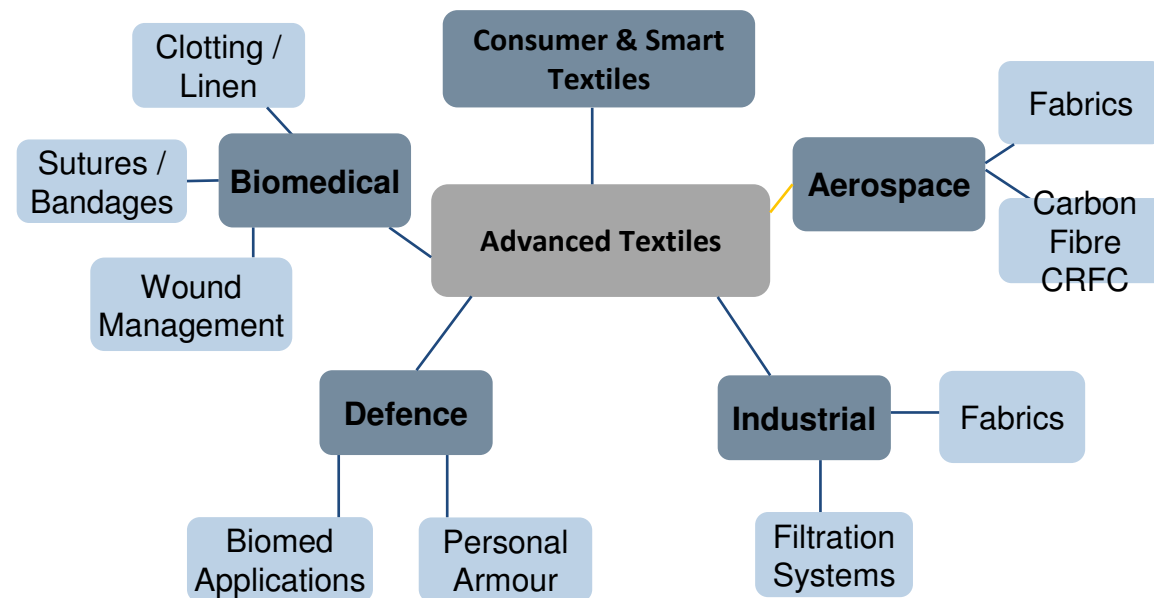 Clotting /
Linen
Consumer & Smart
Textiles
Fabrics
Sutures /
Bandages
Biomedical
Aerospace
Carbon
Fibre
CRFC
Advanced Textiles
Wound
Management
Defence
Industrial
Fabrics
Biomed
Applications
Personal
Armour
Filtration
Systems